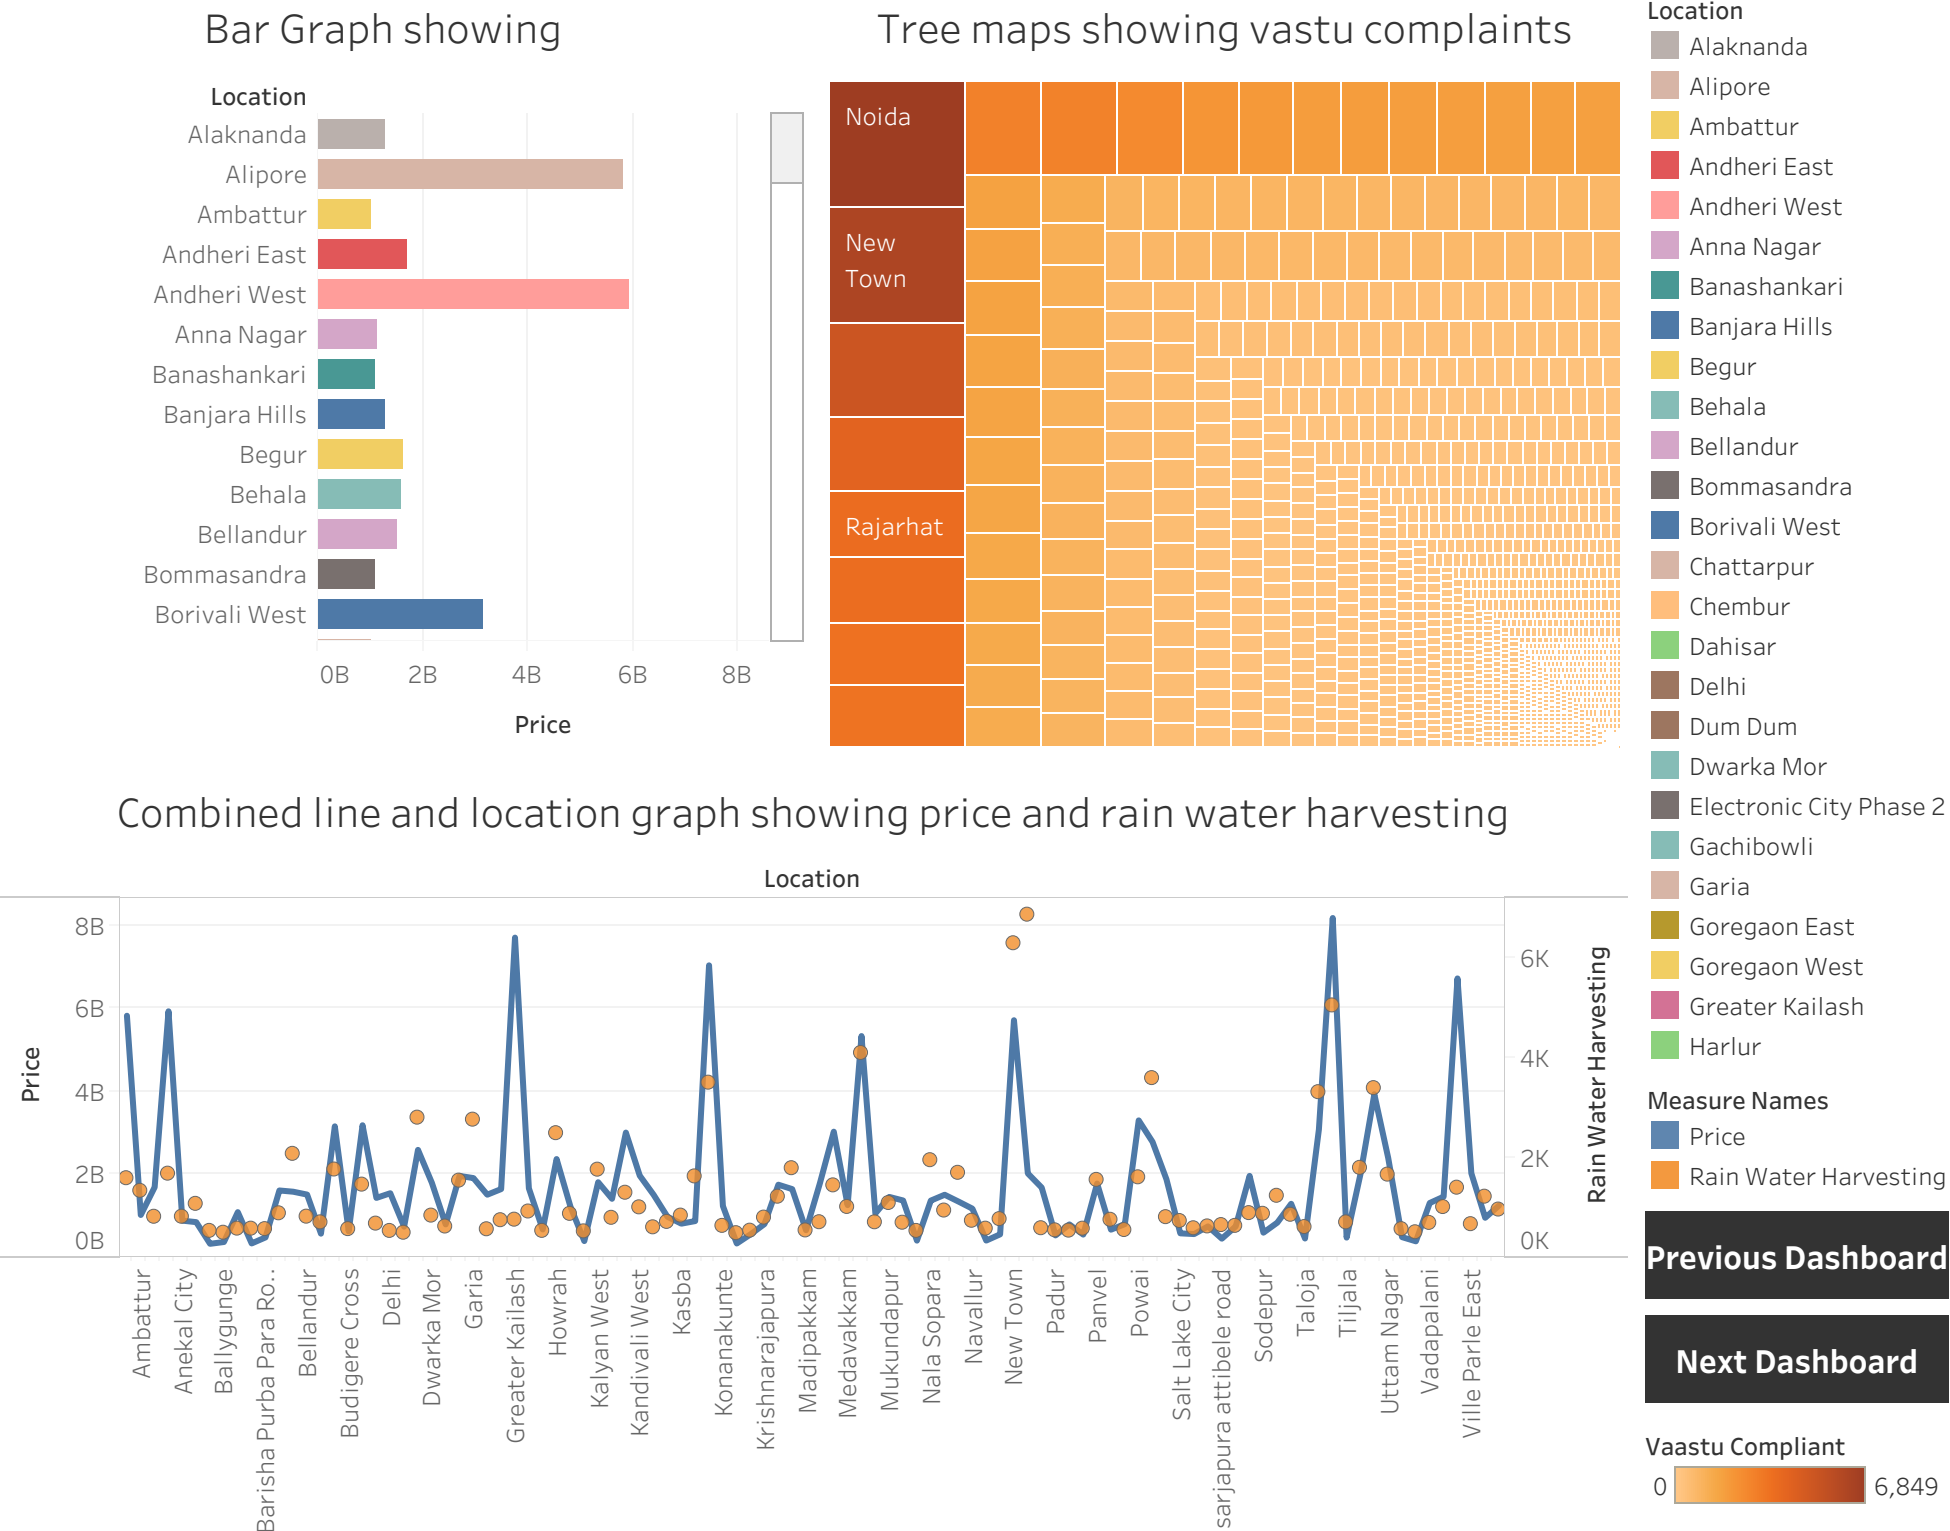 Bar Graph showing
Location
Alaknanda
Alipore
Ambattur
Andheri East
Andheri West
Anna Nagar
Banashankari
Banjara Hills
Begur
Behala
Bellandur
Bommasandra
Borivali West
0B 2B 4B 6B 8B
Price
Tree maps showing vastu complaints
Noida
New
Town
Rajarhat
Combined line and location graph showing price and rain water harvesting
Location
Price
8B
6B
4B
2B
0B
6K
4K
2K
0K
Rain Water Harvesting
Ambattur
Anekal City
Ballygunge
Barisha Purba Para Ro..
Bellandur
Budigere Cross
Delhi
Dwarka Mor
Garia
Greater Kailash
Howrah
Kalyan West
Kandivali West
Kasba
Konanakunte
Krishnarajapura
Madipakkam
Medavakkam
Mukundapur
Nala Sopara
Navallur
New Town
Padur
Panvel
Powai
Salt Lake City
sarjapura attibele road
Sodepur
Taloja
Tiljala
Uttam Nagar
Vadapalani
Ville Parle East
Location
Alaknanda
Alipore
Ambattur
Andheri East
Andheri West
Anna Nagar
Banashankari
Banjara Hills
Begur
Behala
Bellandur
Bommasandra
Borivali West
Chattarpur
Chembur
Dahisar
Delhi
Dum Dum
Dwarka Mor
Electronic City Phase 2
Gachibowli
Garia
Goregaon East
Goregaon West
Greater Kailash
Harlur
Measure Names
Price
Rain Water Harvesting
Previous Dashboard
Next Dashboard
Vaastu Compliant
0 6,849